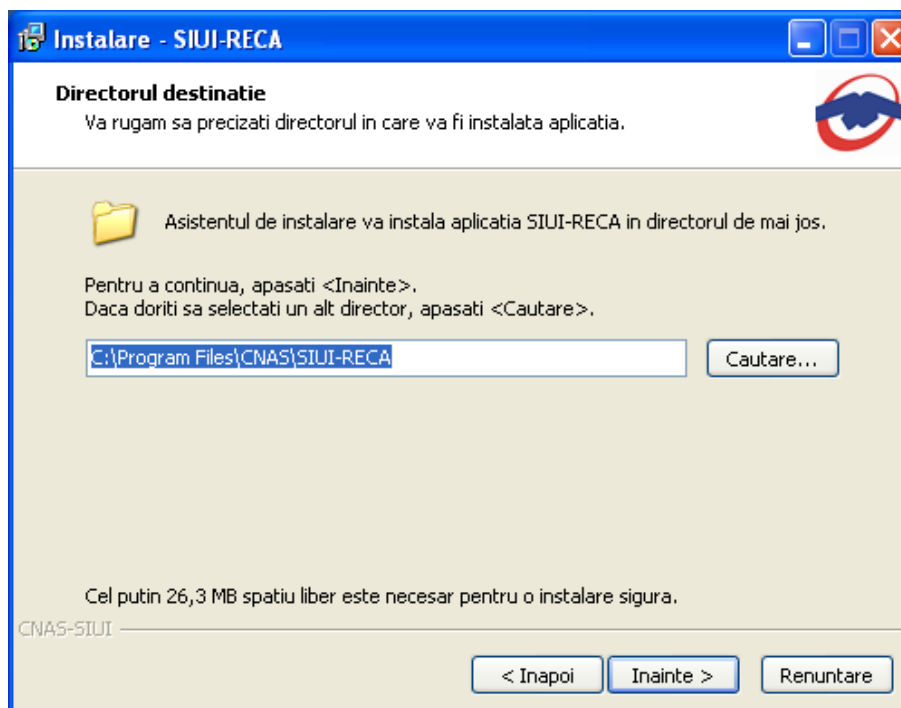 Instalare - SIUI-RECA
Directorul destinatie
Va rugam sa precizati directorul in care va fi instalata aplicatia.
Asistentul de instalare va instala aplicatia SIUI-RECA in directorul de mai jos.
Pentru a continua, apasati <Inainte>.
Daca doriti sa selectati un alt director, apasati <Cautare>.
C:\Program Files\CNAS\SIUI-RECA
Cautare...
Cel putin 26,3 MB spatiu liber este necesar pentru o instalare sigura.
CNAS-SIUI
< Inapoi
Inainte >
Renuntare